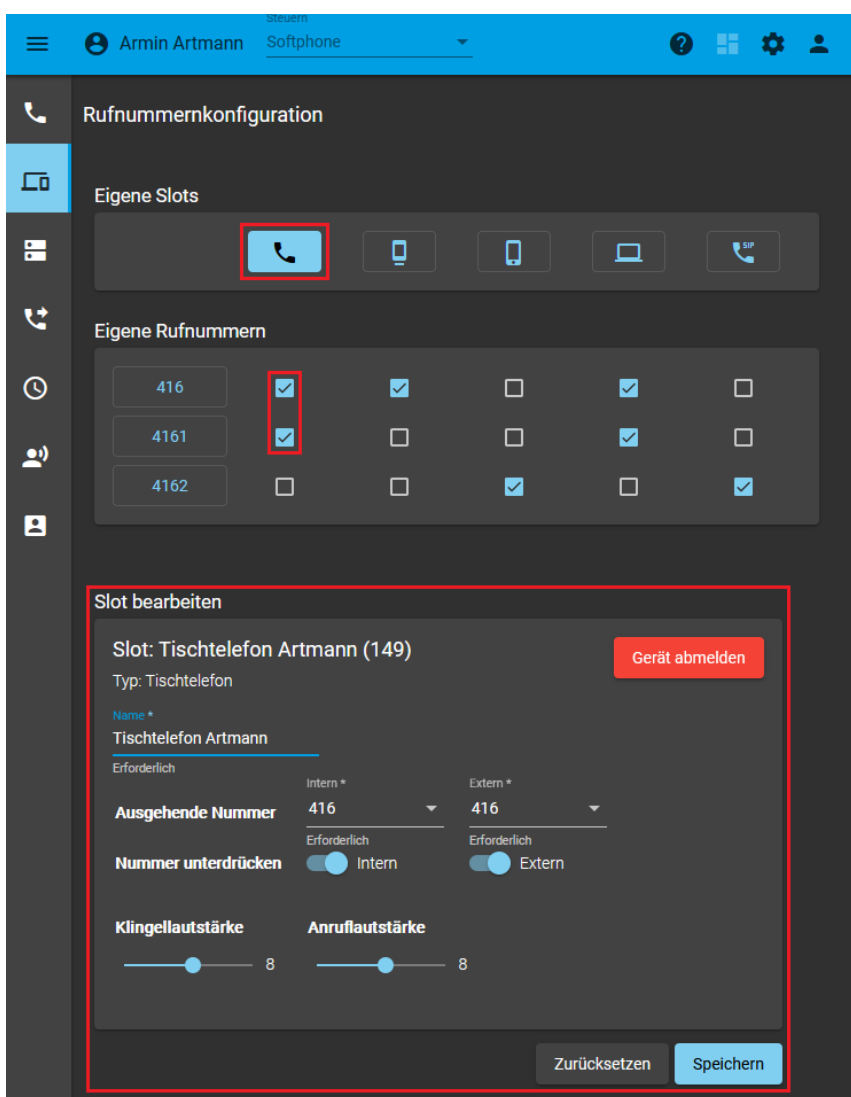 Steuern
Armin Artmann
Softphone
Rufnummernkonfiguration
Eigene Slots
SIP
Eigene Rufnummern
416
4161
4162
Slot bearbeiten
Slot: Tischtelefon Artmann (149)
Gerät abmelden
Typ: Tischtelefon
Name *
Tischtelefon Artmann
Erforderlich
Intern *
Extern *
Ausgehende Nummer
416
416
Erforderlich
Erforderlich
Nummer unterdrücken
Intern
Extern
Klingellautstärke
Anruflautstärke
8
8
Zurücksetzen
Speichern